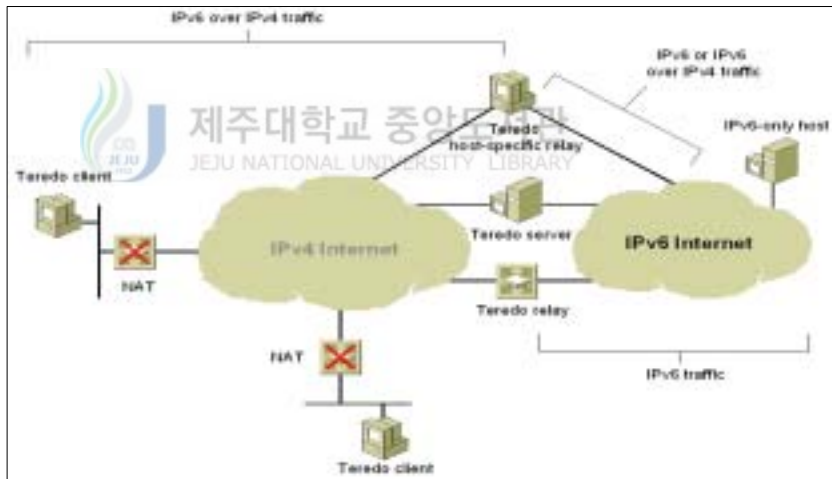 IPv6 over IPv4 traffic
IPv6 or IPv6
over IPv4 traffic
IPv6-only host
Teredo
host-specific relay
제주대학교 중앙도서관
JEJU NATIONAL UNIVERSITY LIBRARY
JEJU
1952
Teredo client
IPv4 Internet
Teredo server
IPv6 Internet
NAT
Teredo relay
NAT
IPv6 traffic
Teredo client